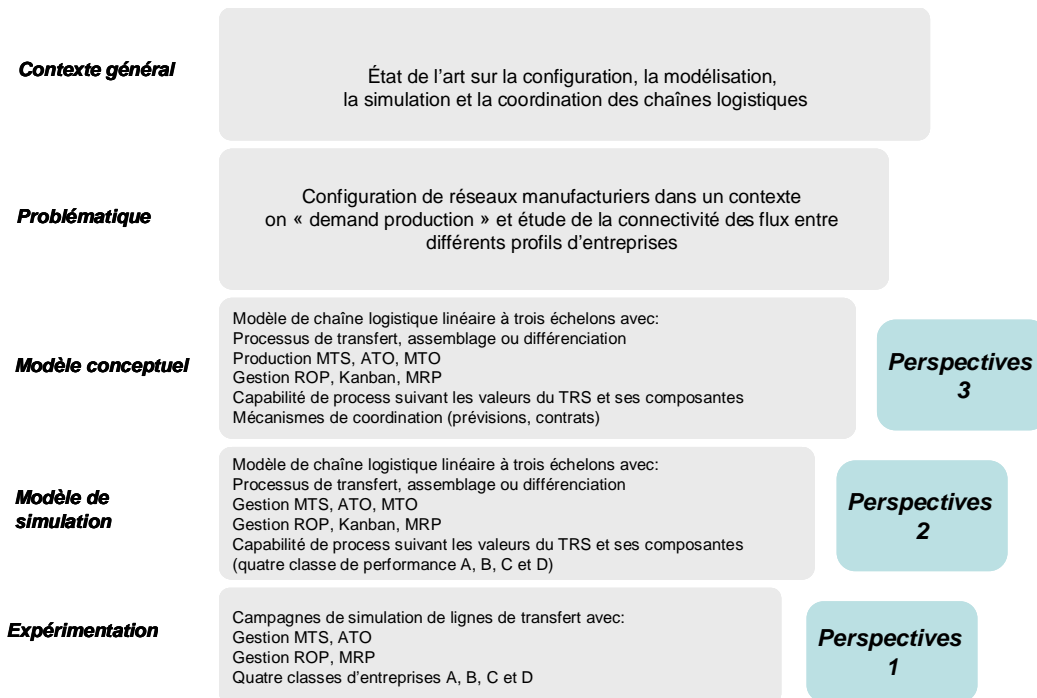 Contexte général
État de l'art sur la configuration, la modélisation,
la simulation et la coordination des chaînes logistiques
Problématique
Configuration de réseaux manufacturiers dans un contexte
on « demand production » et étude de la connectivité des flux entre
différents profils d'entreprises
Modèle conceptuel
Modèle de chaîne logistique linéaire à trois échelons avec:
Processus de transfert, assemblage ou différenciation
Production MTS, ATO, MTO
Gestion ROP, Kanban, MRP
Capabilité de process suivant les valeurs du TRS et ses composantes
Mécanismes de coordination (prévisions, contrats)
Perspectives
3
Modèle de
simulation
Modèle de chaîne logistique linéaire à trois échelons avec:
Processus de transfert, assemblage ou différenciation
Gestion MTS, ATO, MTO
Gestion ROP, Kanban, MRP
Capabilité de process suivant les valeurs du TRS et ses composantes
(quatre classe de performance A, B, C et D)
Perspectives
2
Expérimentation
Campagnes de simulation de lignes de transfert avec:
Gestion MTS, ATO
Gestion ROP, MRP
Quatre classes d'entreprises A, B, C et D
Perspectives
1